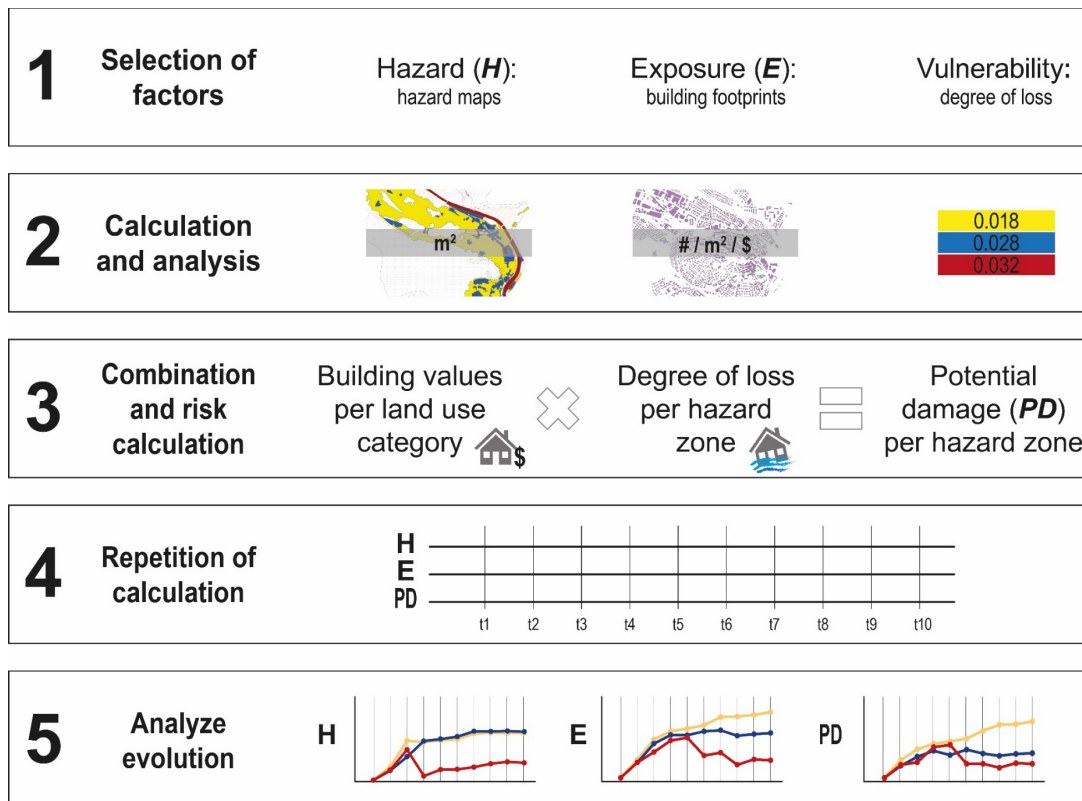 1
Selection of
factors
Hazard (H):
hazard maps
Exposure (E):
building footprints
Vulnerability:
degree of loss
2
Calculation
and analysis
m²
# / m² / $
0.018
0.028
0.032
3
Combination
and risk
calculation
Building values
per land use
category
$
Degree of loss
per hazard
zone
Potential
damage (PD)
per hazard zone
4
Repetition of
calculation
H
E
PD
t1 t2 t3 t4 t5 t6 t7 t8 t9 t10
5
Analyze
evolution
H
E
PD